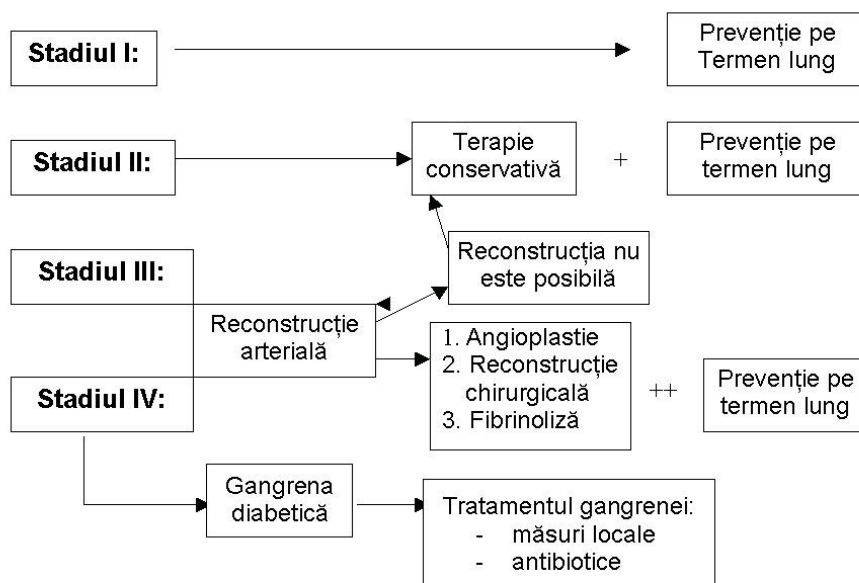 Stadiul I:
Prevenție pe
Termen lung
Stadiul II:
Terapie
conservativă
+
Prevenție pe
termen lung
Stadiul III:
Reconstrucția nu
este posibilă
Reconstrucție
arterială
1. Angioplastie
2. Reconstrucție
chirurgicală
3. Fibrinoliză
++
Prevenție pe
termen lung
Stadiul IV:
Gangrena
diabetică
Tratamentul gangrenei:
- măsuri locale
- antibiotice